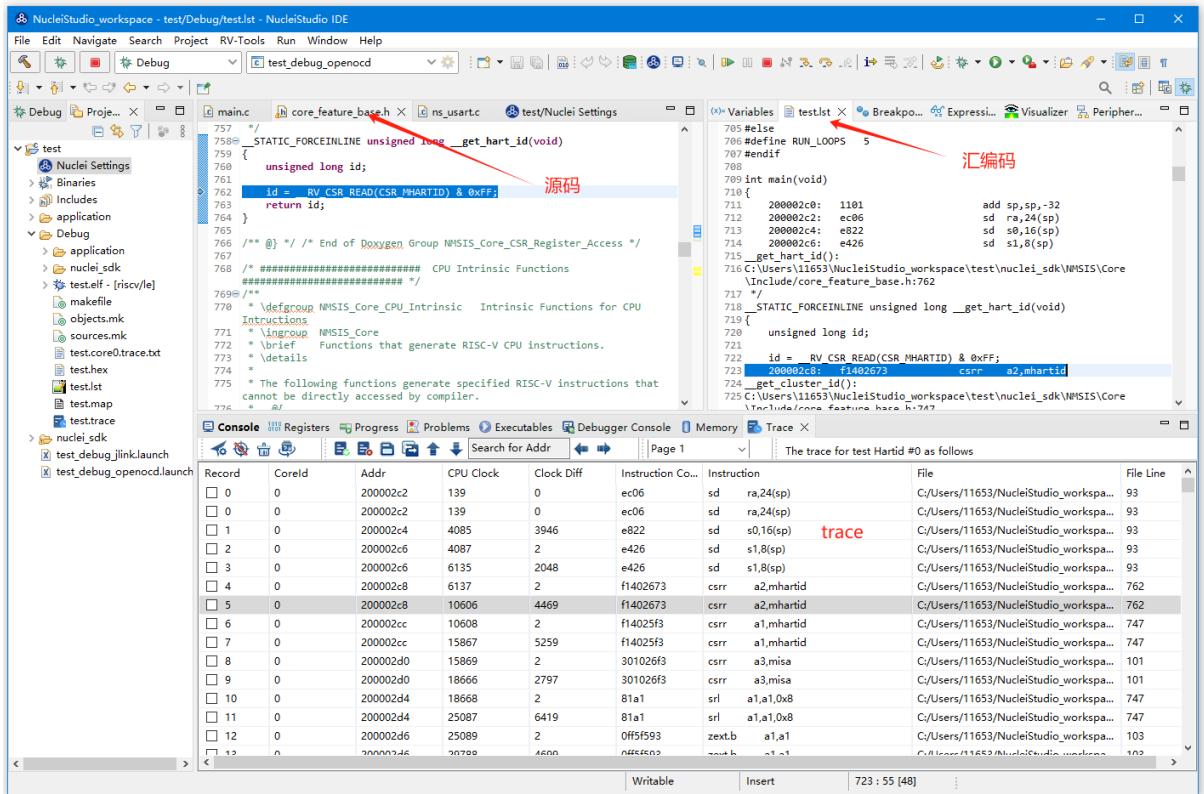 NucleiStudio_workspace - test/Debug/test.lst - NucleiStudio IDE
File Edit Navigate Search Project RV-Tools Run Window Help
Debug test_debug_openocd
Debug Proje...
test
Nuclei Settings
Binaries
Includes
application
Debug
application
nuclei_sdk
test.elf - [riscv/le]
makefile
objects.mk
sources.mk
test.core0.trace.txt
test.hex
test.lst
test.map
test.trace
nuclei_sdk
test_debug_jlink.launch
test_debug_openocd.launch
main.c core_feature_base.h ns_usart.c test/Nuclei Settings
757 */
758 __STATIC_FORCEINLINE unsigned long __get_hart_id(void)
759 {
760 unsigned long id;
761
762 id = __RV_CSR_READ(CSR_MHARTID) & 0xFF;
763 return id;
764 }
765
766 /** @} */ /* End of Doxygen Group NMSIS_Core_CSR_Register_Access */
767
768 /* ########################### CPU Intrinsic Functions
########################### */
769 /**
770 * \defgroup NMSIS_Core_CPU_Intrinsic Intrinsic Functions for CPU
Intructions
771 * \ingroup NMSIS_Core
772 * \brief Functions that generate RISC-V CPU instructions.
773 * \details
774 *
775 * The following functions generate specified RISC-V instructions that
cannot be directly accessed by compiler.
776 * @{
源码
Variables test.lst Breakpo... Expressi... Visualizer Peripher...
705 #else
706 #define RUN_LOOPS 5
707 #endif
708
709 int main(void)
710 {
711 200002c0: 1101 add sp,sp,-32
712 200002c2: ec06 sd ra,24(sp)
713 200002c4: e822 sd s0,16(sp)
714 200002c6: e426 sd s1,8(sp)
715 __get_hart_id():
716 C:\Users\11653\NucleiStudio_workspace\test\nuclei_sdk\NMSIS\Core
\Include/core_feature_base.h:762
717 */
718 __STATIC_FORCEINLINE unsigned long __get_hart_id(void)
719 {
720 unsigned long id;
721
722 id = __RV_CSR_READ(CSR_MHARTID) & 0xFF;
723 200002c8: f1402673 csrr a2,mhartid
724 __get_cluster_id():
725 C:\Users\11653\NucleiStudio_workspace\test\nuclei_sdk\NMSIS\Core
\Include/core_feature_base.h:747
汇编码
Console Registers Progress Problems Executables Debugger Console Memory Trace
Search for Addr Page 1 The trace for test Hartid #0 as follows
Record CoreId Addr CPU Clock Clock Diff Instruction Co... Instruction File File Line
0 0 200002c2 139 0 ec06 sd ra,24(sp) C:/Users/11653/NucleiStudio_workspa... 93
0 0 200002c2 139 0 ec06 sd ra,24(sp) C:/Users/11653/NucleiStudio_workspa... 93
1 0 200002c4 4085 3946 e822 sd s0,16(sp) C:/Users/11653/NucleiStudio_workspa... 93
trace
2 0 200002c6 4087 2 e426 sd s1,8(sp) C:/Users/11653/NucleiStudio_workspa... 93
3 0 200002c6 6135 2048 e426 sd s1,8(sp) C:/Users/11653/NucleiStudio_workspa... 93
4 0 200002c8 6137 2 f1402673 csrr a2,mhartid C:/Users/11653/NucleiStudio_workspa... 762
5 0 200002c8 10606 4469 f1402673 csrr a2,mhartid C:/Users/11653/NucleiStudio_workspa... 762
6 0 200002cc 10608 2 f14025f3 csrr a1,mhartid C:/Users/11653/NucleiStudio_workspa... 747
7 0 200002cc 15867 5259 f14025f3 csrr a1,mhartid C:/Users/11653/NucleiStudio_workspa... 747
8 0 200002d0 15869 2 301026f3 csrr a3,misa C:/Users/11653/NucleiStudio_workspa... 101
9 0 200002d0 18666 2797 301026f3 csrr a3,misa C:/Users/11653/NucleiStudio_workspa... 101
10 0 200002d4 18668 2 81a1 srl a1,a1,0x8 C:/Users/11653/NucleiStudio_workspa... 747
11 0 200002d4 25087 6419 81a1 srl a1,a1,0x8 C:/Users/11653/NucleiStudio_workspa... 747
12 0 200002d6 25089 2 0ff5f593 zext.b a1,a1 C:/Users/11653/NucleiStudio_workspa... 103
13 0 200002d6 29788 4699 0ff5f593 zext.b a1,a1 C:/Users/11653/NucleiStudio_workspa... 103
Writable Insert 723 : 55 [48]